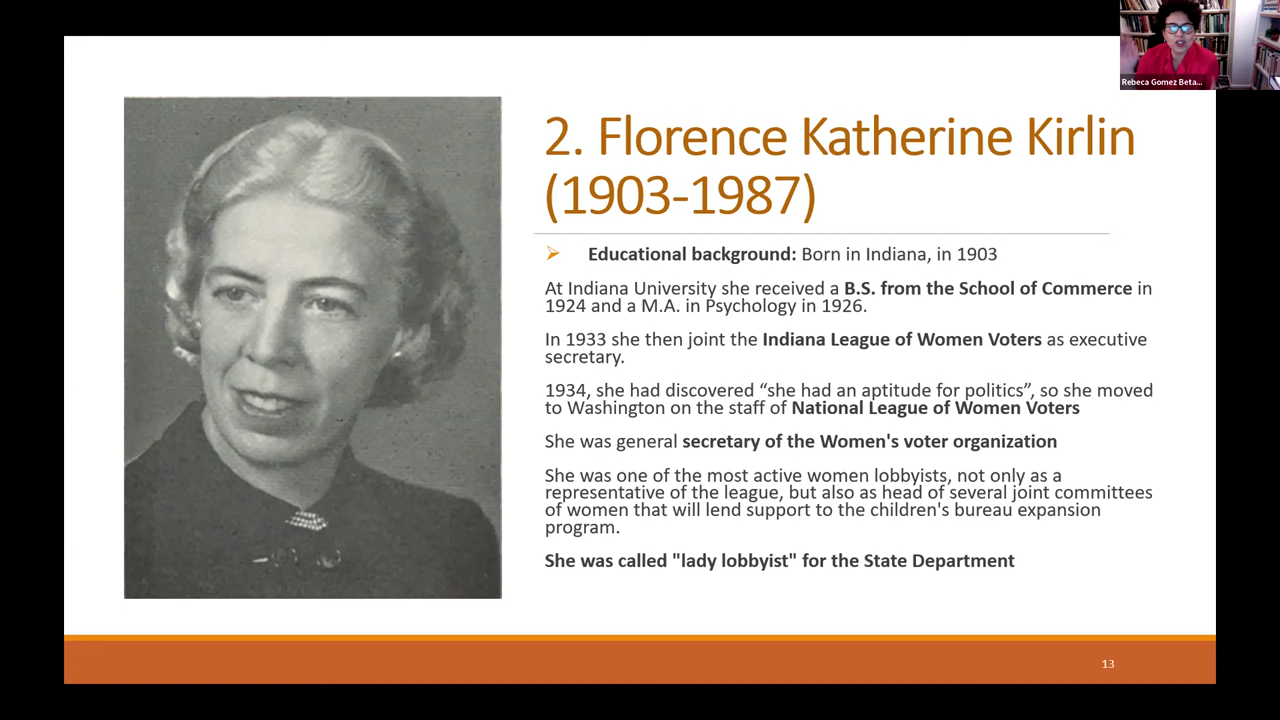 Rebeca Gomez Beta...
2. Florence Katherine Kirlin
(1903-1987)
Educational background: Born in Indiana, in 1903
At Indiana University she received a B.S. from the School of Commerce in
1924 and a M.A. in Psychology in 1926.
In 1933 she then joint the Indiana League of Women Voters as executive
secretary.
1934, she had discovered “she had an aptitude for politics”, so she moved
to Washington on the staff of National League of Women Voters
She was general secretary of the Women's voter organization
She was one of the most active women lobbyists, not only as a
representative of the league, but also as head of several joint committees
of women that will lend support to the children's bureau expansion
program.
She was called "lady lobbyist" for the State Department
13